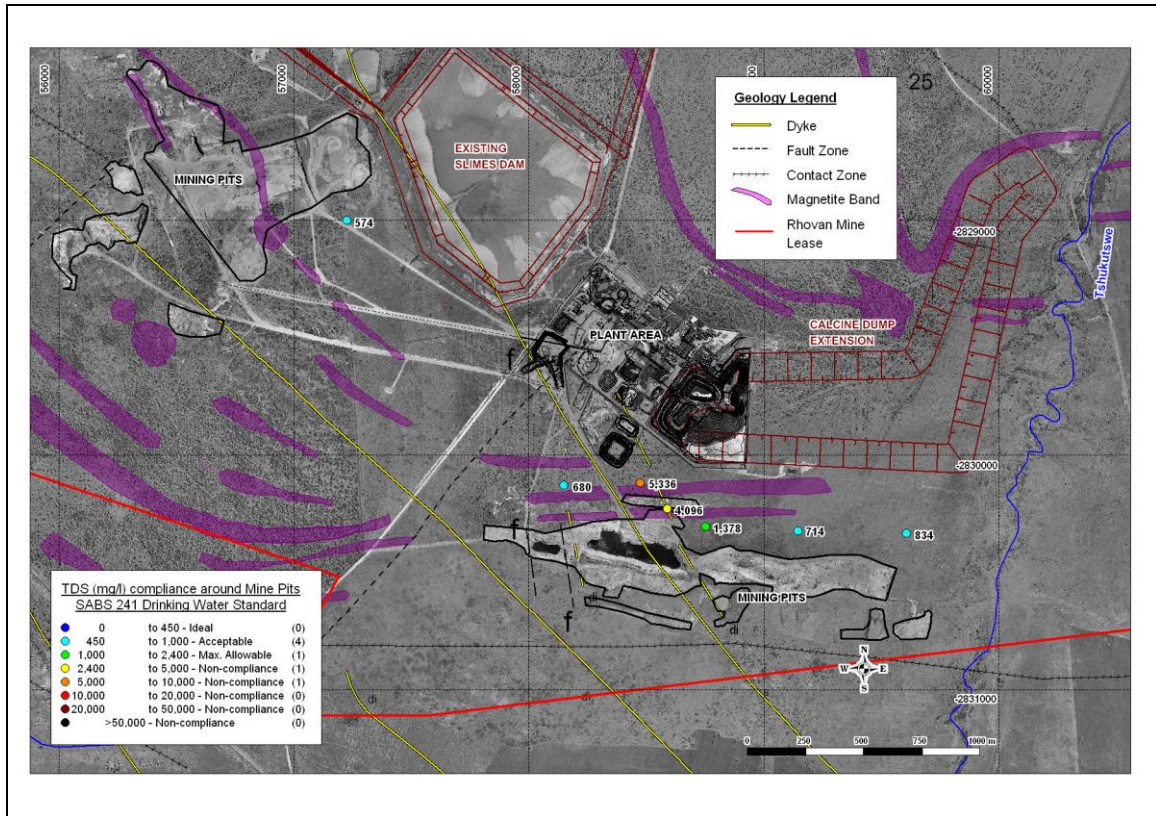 56000
57000
58000
60000
25
Geology Legend
Dyke
Fault Zone
Contact Zone
Magnetite Band
Rhovan Mine
Lease
EXISTING
SLIMES DAM
MINING PITS
574
-2829000
Tshukutswe
PLANT AREA
CALCINE DUMP
EXTENSION
f
-2830000
680
5,336
4,096
1,378
714
834
f
MINING PITS
di
di
f
TDS (mg/l) compliance around Mine Pits
SABS 241 Drinking Water Standard
0 to 450 - Ideal (0)
450 to 1,000 - Acceptable (4)
1,000 to 2,400 - Max. Allowable (1)
2,400 to 5,000 - Non-compliance (1)
5,000 to 10,000 - Non-compliance (1)
10,000 to 20,000 - Non-compliance (0)
20,000 to 50,000 - Non-compliance (0)
>50,000 - Non-compliance (0)
N
W E
S
di
di
-2831000
0 250 500 750 1000 m